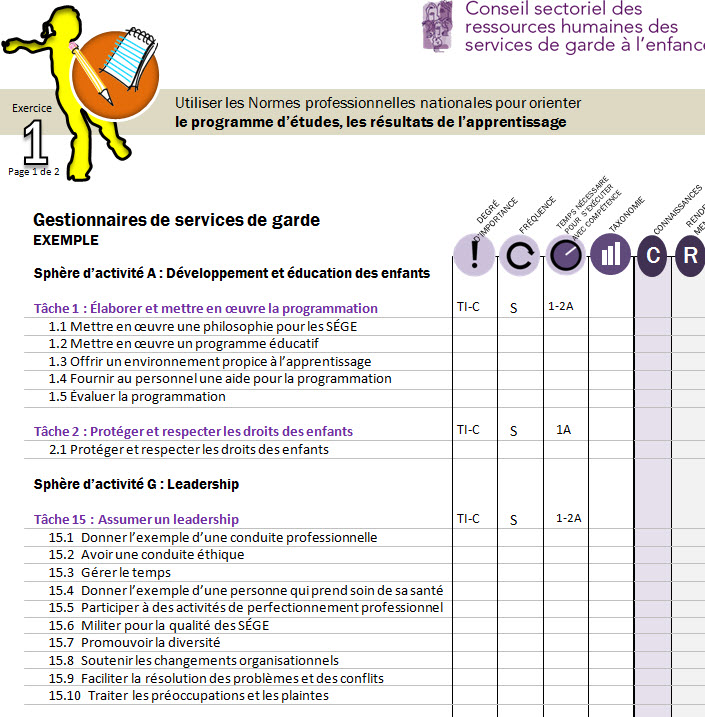 Conseil sectoriel des
ressources humaines des
services de garde à l'enfance
Exercice
1
Page 1 de 2
Utiliser les Normes professionnelles nationales pour orienter
le programme d'études, les résultats de l'apprentissage
Gestionnaires de services de garde
EXEMPLE
DEGRÉ D'IMPORTANCE
FRÉQUENCE
TEMPS NÉCESSAIRE POUR S'EXÉCUTER AVEC COMPÉTENCE
TAXONOMIE
CONNAISSANCES
! C R
Sphère d'activité A : Développement et éducation des enfants
Tâche 1 : Élaborer et mettre en œuvre la programmation TI-C S 1-2A
1.1 Mettre en œuvre une philosophie pour les SÉGE
1.2 Mettre en œuvre un programme éducatif
1.3 Offrir un environnement propice à l'apprentissage
1.4 Fournir au personnel une aide pour la programmation
1.5 Évaluer la programmation
Tâche 2 : Protéger et respecter les droits des enfants TI-C S 1A
2.1 Protéger et respecter les droits des enfants
Sphère d'activité G : Leadership
Tâche 15 : Assumer un leadership TI-C S 1-2A
15.1 Donner l'exemple d'une conduite professionnelle
15.2 Avoir une conduite éthique
15.3 Gérer le temps
15.4 Donner l'exemple d'une personne qui prend soin de sa santé
15.5 Participer à des activités de perfectionnement professionnel
15.6 Militer pour la qualité des SÉGE
15.7 Promouvoir la diversité
15.8 Soutenir les changements organisationnels
15.9 Faciliter la résolution des problèmes et des conflits
15.10 Traiter les préoccupations et les plaintes